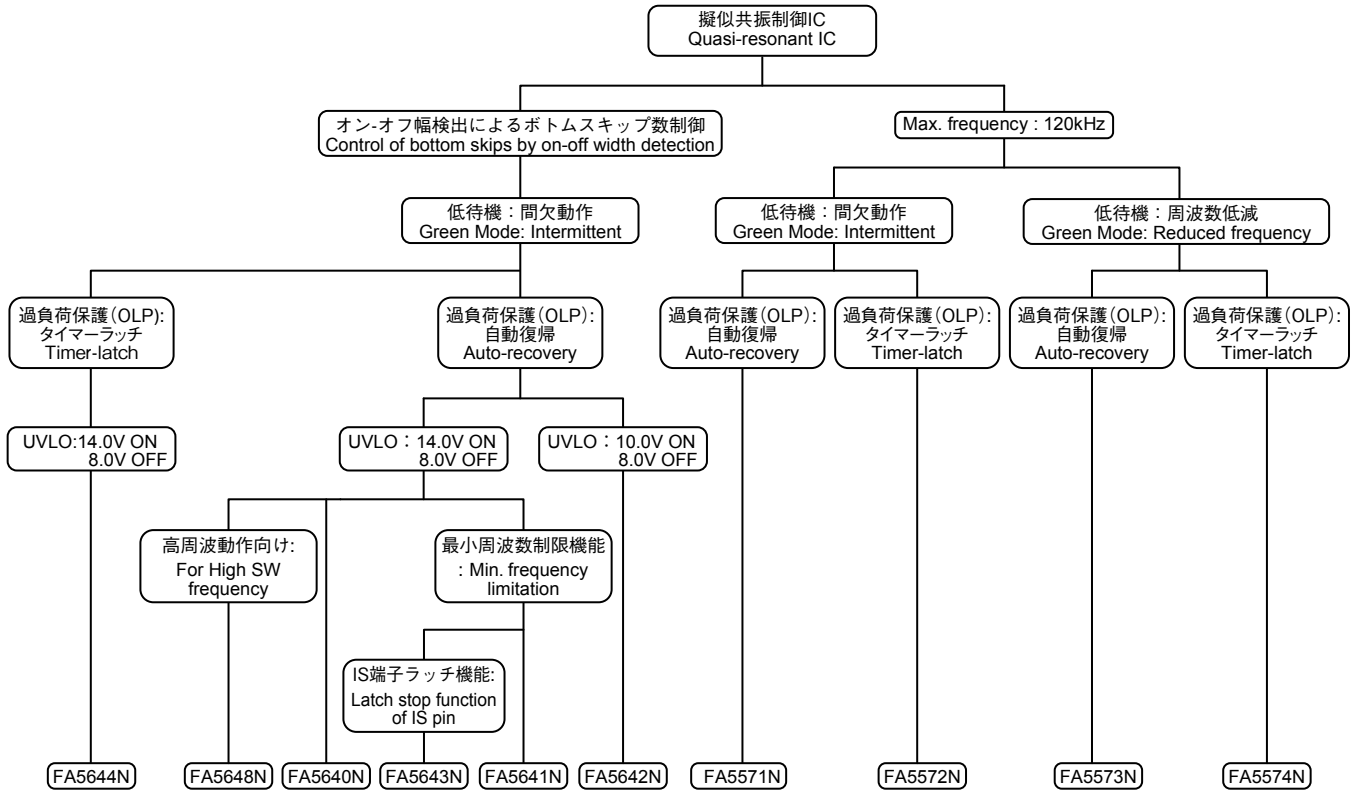 擬似共振制御IC
Quasi-resonant IC
オン-オフ幅検出によるボトムスキップ数制御
Control of bottom skips by on-off width detection
Max. frequency : 120kHz
低待機：間欠動作
Green Mode: Intermittent
低待機：間欠動作
Green Mode: Intermittent
低待機：周波数低減
Green Mode: Reduced frequency
過負荷保護(OLP):
タイマーラッチ
Timer-latch
過負荷保護(OLP):
自動復帰
Auto-recovery
過負荷保護(OLP):
自動復帰
Auto-recovery
過負荷保護(OLP):
タイマーラッチ
Timer-latch
過負荷保護(OLP):
自動復帰
Auto-recovery
過負荷保護(OLP):
タイマーラッチ
Timer-latch
UVLO:14.0V ON
8.0V OFF
UVLO：14.0V ON
8.0V OFF
UVLO：10.0V ON
8.0V OFF
高周波動作向け:
For High SW
frequency
最小周波数制限機能
: Min. frequency
limitation
IS端子ラッチ機能:
Latch stop function
of IS pin
FA5644N
FA5648N
FA5640N
FA5643N
FA5641N
FA5642N
FA5571N
FA5572N
FA5573N
FA5574N